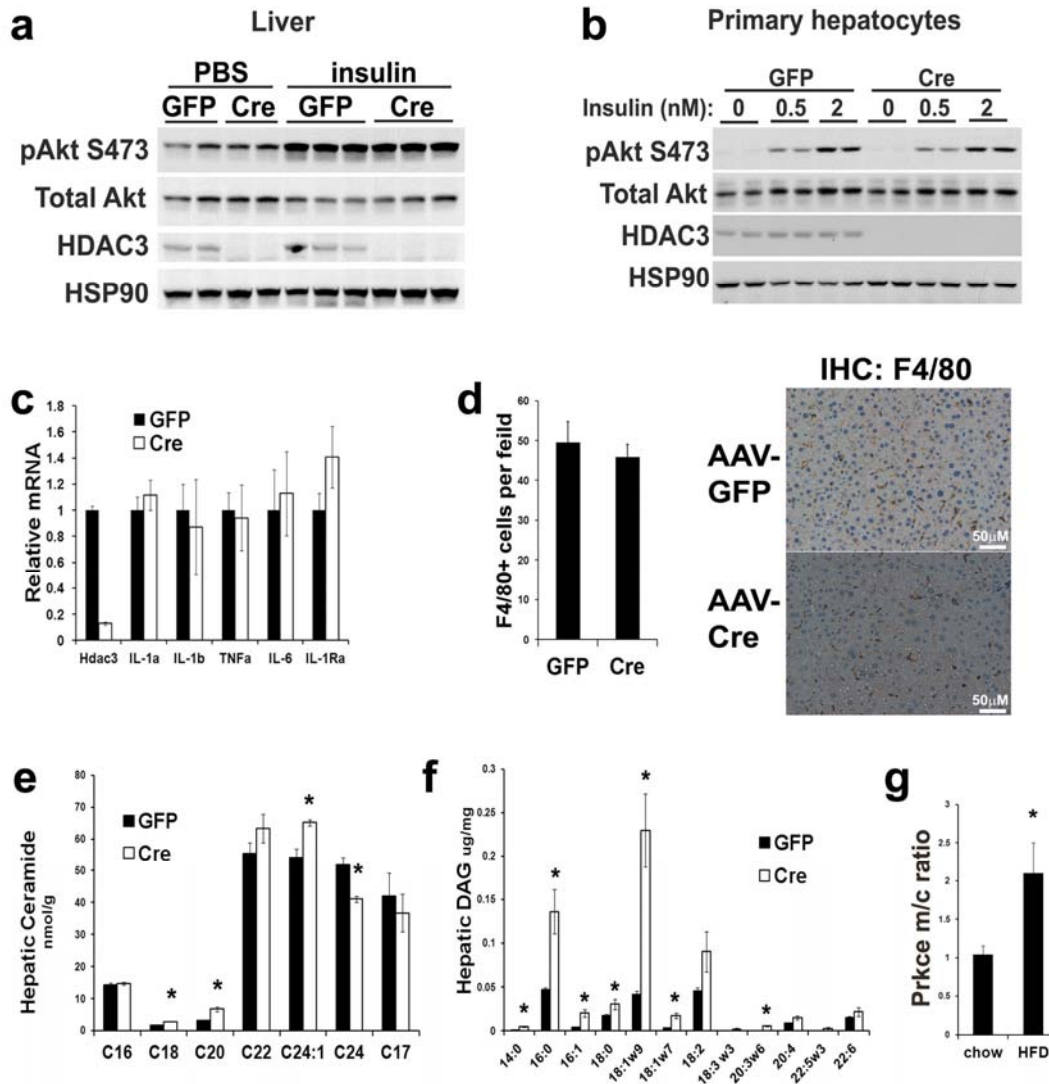 a
Liver
PBS insulin
GFP Cre GFP Cre
pAkt S473
Total Akt
HDAC3
HSP90
b
Primary hepatocytes
GFP Cre
Insulin (nM): 0 0.5 2 0 0.5 2
pAkt S473
Total Akt
HDAC3
HSP90
c
Relative mRNA
1.8
1.6
1.4
1.2
1
0.8
0.6
0.4
0.2
0
GFP
Cre
Hdac3 IL-1a IL-1b TNFa IL-6 IL-1Ra
d
F4/80+ cells per feild
60
50
40
30
20
10
0
GFP Cre
IHC: F4/80
AAV-
GFP
50μM
AAV-
Cre
50μM
e
Hepatic Ceramide
nmol/g
80
70
60
50
40
30
20
10
0
GFP
Cre
* * * *
C16 C18 C20 C22 C24:1 C24 C17
f
Hepatic DAG ug/mg
0.3
0.25
0.2
0.15
0.1
0.05
0
GFP
Cre
* * * * * * *
14:0 16:0 16:1 18:0 18:1w9 18:1w7 18:2 18:3 w3 20:3w6 20:4 22:5w3 22:6
g
Prkce m/c ratio
3
2.5
2
1.5
1
0.5
0
*
chow HFD